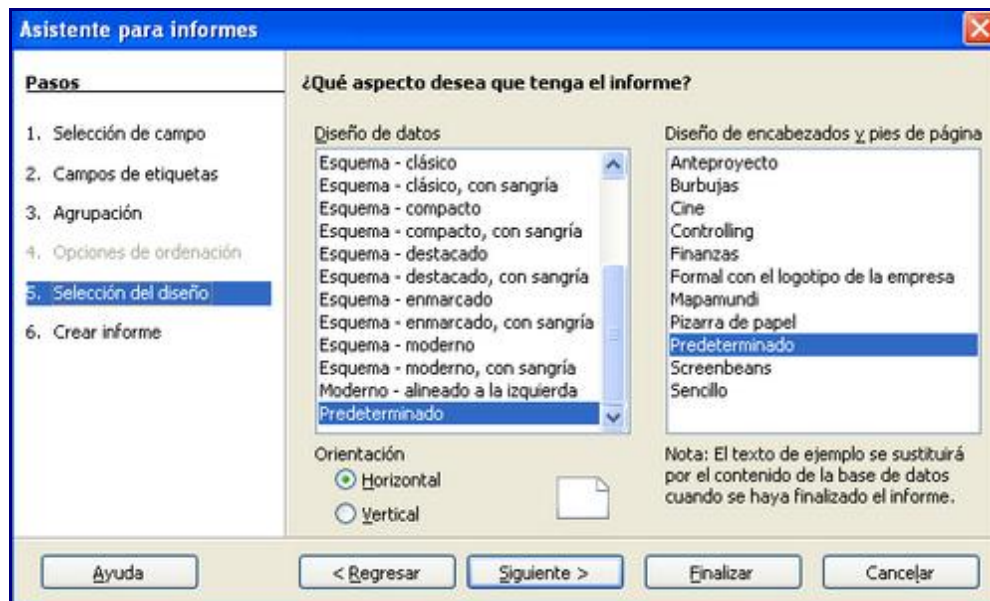 Asistente para informes
Pasos
1. Selección de campo
2. Campos de etiquetas
3. Agrupación
4. Opciones de ordenación
5. Selección del diseño
6. Crear informe
¿Qué aspecto desea que tenga el informe?
Diseño de datos
Esquema - clásico
Esquema - clásico, con sangría
Esquema - compacto
Esquema - compacto, con sangría
Esquema - destacado
Esquema - destacado, con sangría
Esquema - enmarcado
Esquema - enmarcado, con sangría
Esquema - moderno
Esquema - moderno, con sangría
Moderno - alineado a la izquierda
Predeterminado
Diseño de encabezados y pies de página
Anteproyecto
Burbujas
Cine
Controlling
Finanzas
Formal con el logotipo de la empresa
Mapamundi
Pizarra de papel
Predeterminado
Screenbeans
Sencillo
Orientación
Horizontal
Vertical
Nota: El texto de ejemplo se sustituirá
por el contenido de la base de datos
cuando se haya finalizado el informe.
Ayuda
< Regresar
Siguiente >
Finalizar
Cancelar